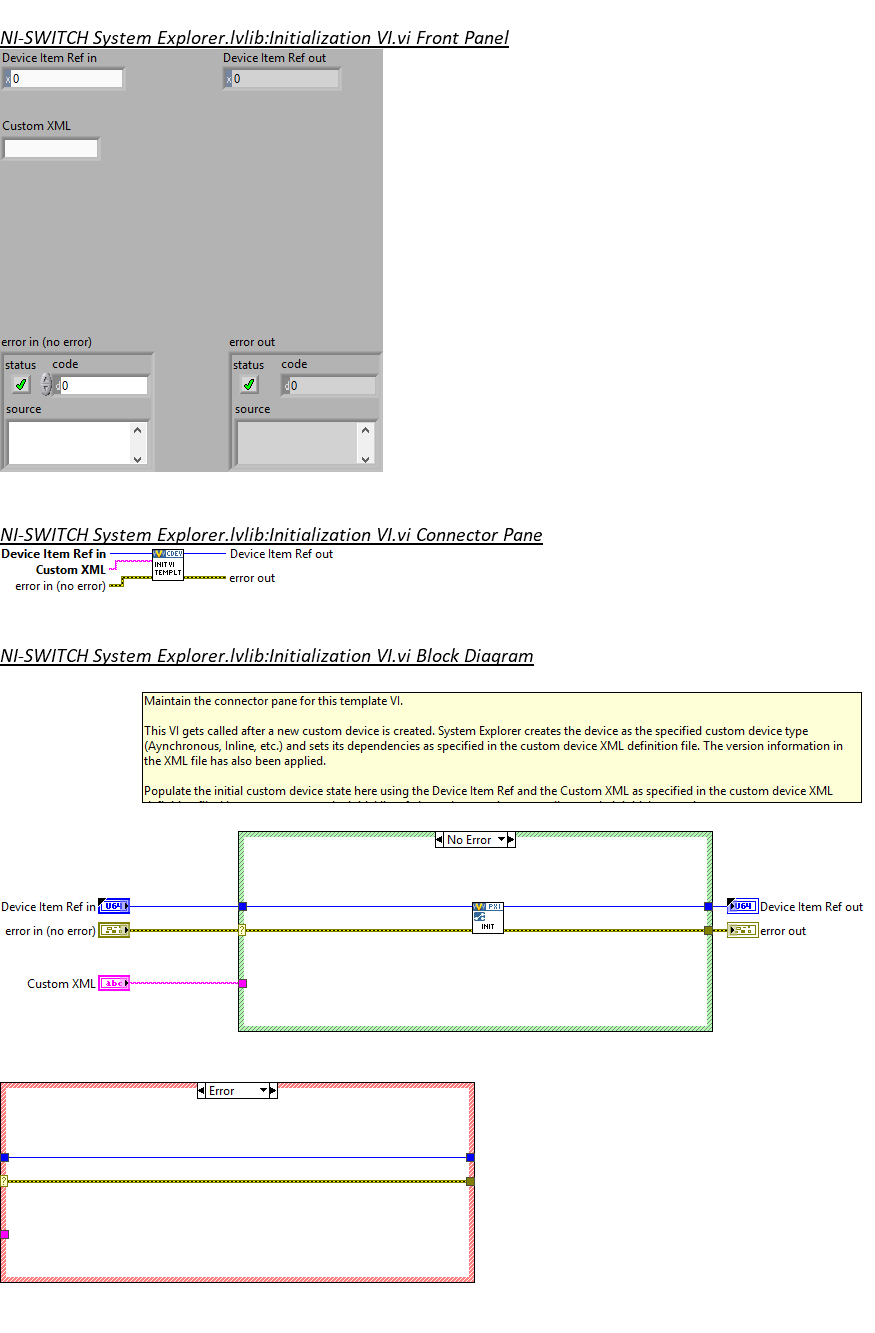 NI-SWITCH System Explorer.lvlib:Initialization VI.vi Front Panel
Device Item Ref in
Device Item Ref out
x 0
x 0
Custom XML
error in (no error)
error out
status code
status code
d 0
d 0
source
source
NI-SWITCH System Explorer.lvlib:Initialization VI.vi Connector Pane
Device Item Ref in
CDEV
Device Item Ref out
Custom XML
INIT VI
TEMPLT
error in (no error)
error out
NI-SWITCH System Explorer.lvlib:Initialization VI.vi Block Diagram
Maintain the connector pane for this template VI.
This VI gets called after a new custom device is created. System Explorer creates the device as the specified custom device type
(Aynchronous, Inline, etc.) and sets its dependencies as specified in the custom device XML definition file. The version information in
the XML file has also been applied.
Populate the initial custom device state here using the Device Item Ref and the Custom XML as specified in the custom device XML
No Error
Device Item Ref in
U64
PXI
U64
Device Item Ref out
error in (no error)
?
INIT
error out
Custom XML
abc
Error
?